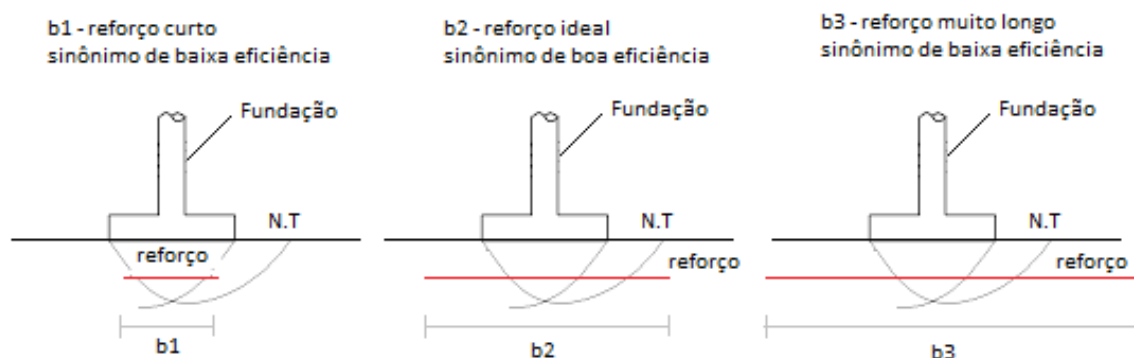 b1 - reforço curto
sinônimo de baixa eficiência
Fundação
N.T
reforço
b1
b2 - reforço ideal
sinônimo de boa eficiência
Fundação
N.T
reforço
b2
b3 - reforço muito longo
sinônimo de baixa eficiência
Fundação
N.T
reforço
b3